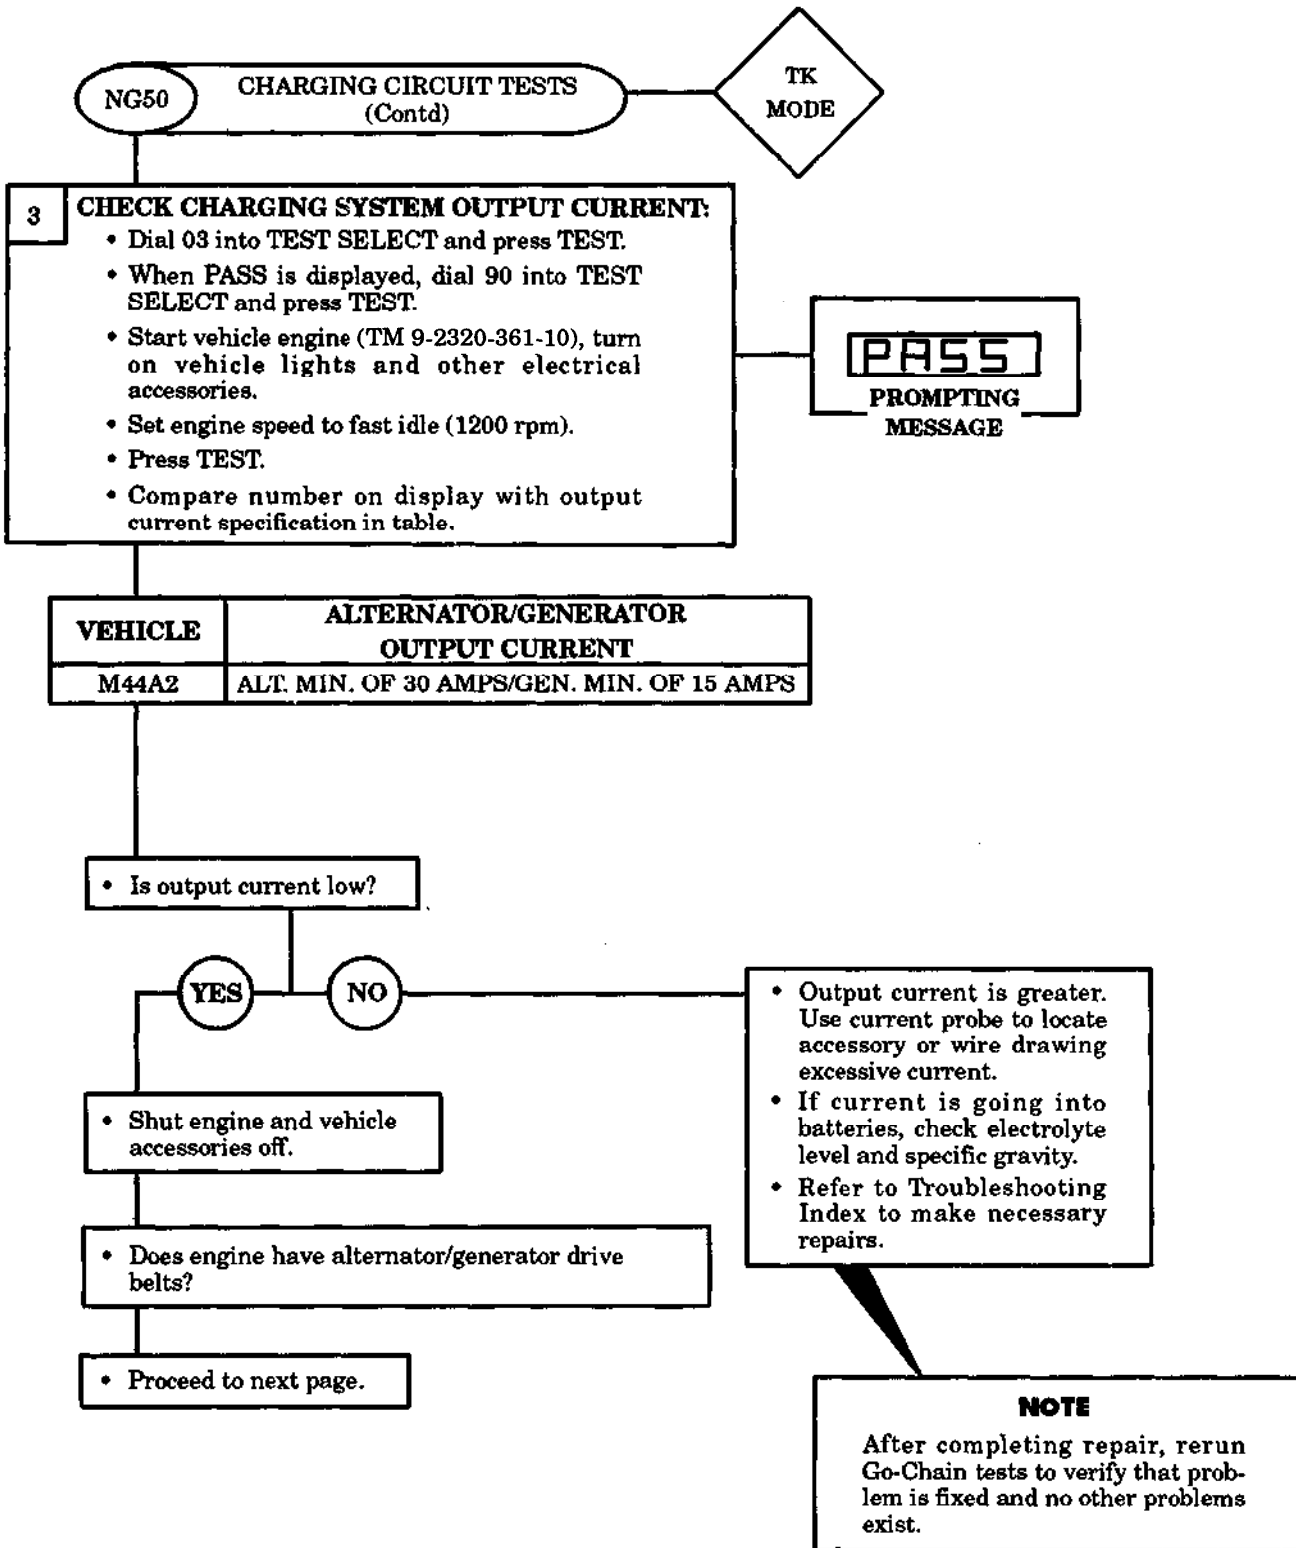 NG50
CHARGING CIRCUIT TESTS
(Contd)
TK
MODE
3
CHECK CHARGING SYSTEM OUTPUT CURRENT:
• Dial 03 into TEST SELECT and press TEST.
• When PASS is displayed, dial 90 into TEST
SELECT and press TEST.
• Start vehicle engine (TM 9-2320-361-10), turn
on vehicle lights and other electrical
accessories.
• Set engine speed to fast idle (1200 rpm).
• Press TEST.
• Compare number on display with output
current specification in table.
PASS
PROMPTING
MESSAGE
VEHICLE
ALTERNATOR/GENERATOR
OUTPUT CURRENT
M44A2
ALT. MIN. OF 30 AMPS/GEN. MIN. OF 15 AMPS
• Is output current low?
YES
NO
• Output current is greater.
Use current probe to locate
accessory or wire drawing
excessive current.
• If current is going into
batteries, check electrolyte
level and specific gravity.
• Refer to Troubleshooting
Index to make necessary
repairs.
• Shut engine and vehicle
accessories off.
• Does engine have alternator/generator drive
belts?
• Proceed to next page.
NOTE
After completing repair, rerun
Go-Chain tests to verify that prob-
lem is fixed and no other problems
exist.